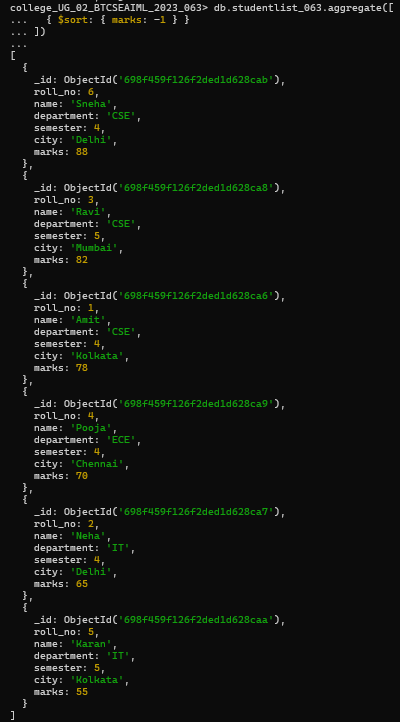 college_UG_02_BTCSEAIML_2023_063> db.studentlist_063.aggregate([
...   { $sort: { marks: -1 } }
... ])
...
[
  {
    _id: ObjectId('698f459f126f2ded1d628cab'),
    roll_no: 6,
    name: 'Sneha',
    department: 'CSE',
    semester: 4,
    city: 'Delhi',
    marks: 88
  },
  {
    _id: ObjectId('698f459f126f2ded1d628ca8'),
    roll_no: 3,
    name: 'Ravi',
    department: 'CSE',
    semester: 5,
    city: 'Mumbai',
    marks: 82
  },
  {
    _id: ObjectId('698f459f126f2ded1d628ca6'),
    roll_no: 1,
    name: 'Amit',
    department: 'CSE',
    semester: 4,
    city: 'Kolkata',
    marks: 78
  },
  {
    _id: ObjectId('698f459f126f2ded1d628ca9'),
    roll_no: 4,
    name: 'Pooja',
    department: 'ECE',
    semester: 4,
    city: 'Chennai',
    marks: 70
  },
  {
    _id: ObjectId('698f459f126f2ded1d628ca7'),
    roll_no: 2,
    name: 'Neha',
    department: 'IT',
    semester: 4,
    city: 'Delhi',
    marks: 65
  },
  {
    _id: ObjectId('698f459f126f2ded1d628caa'),
    roll_no: 5,
    name: 'Karan',
    department: 'IT',
    semester: 5,
    city: 'Kolkata',
    marks: 55
  }
]